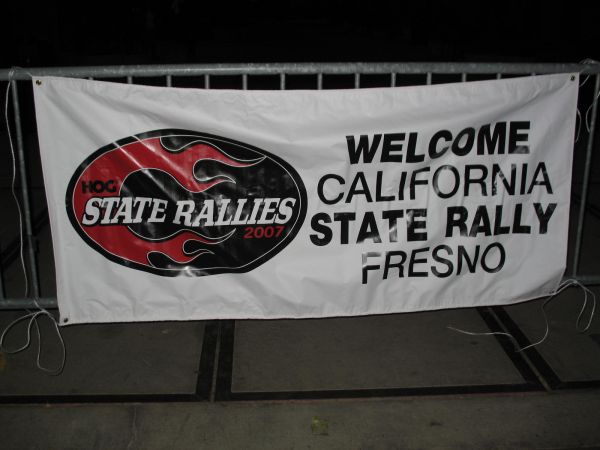 HOG
STATE RALLIES
2007
WELCOME
CALIFORNIA
STATE RALLY
FRESNO